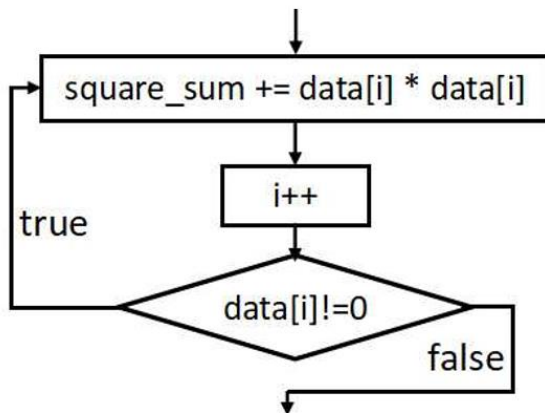 square_sum += data[i] * data[i]
i++
true
data[i]!=0
false